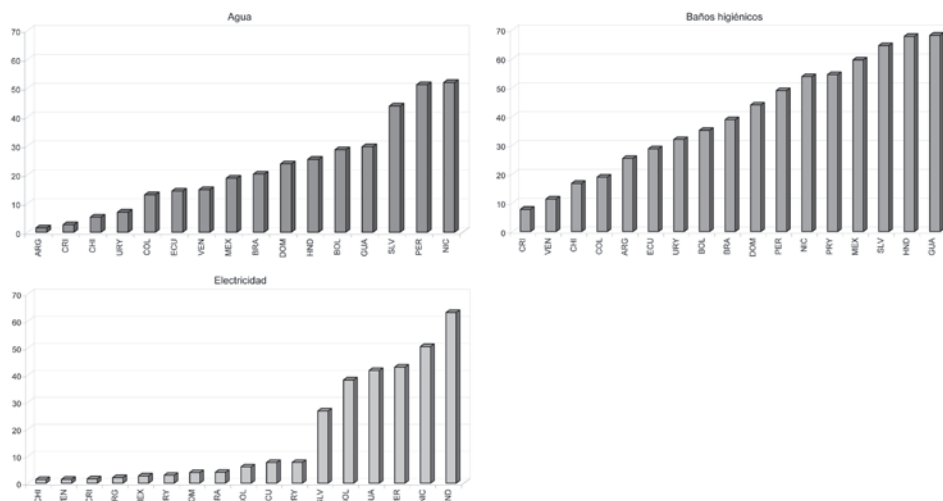 Agua
70
60
50
40
30
20
10
0
ARG
CRI
CHI
URY
COL
ECU
VEN
MEX
BRA
DOM
HND
BOL
GUA
SLV
PER
NIC
Baños higiénicos
70
60
50
40
30
20
10
0
CRI
VEN
CHI
COL
ARG
ECU
URY
BOL
BRA
DOM
PER
NIC
PRY
MEX
SLV
HND
GUA
Electricidad
70
60
50
40
30
20
10
0
CHI
CRI
SLV
NIC